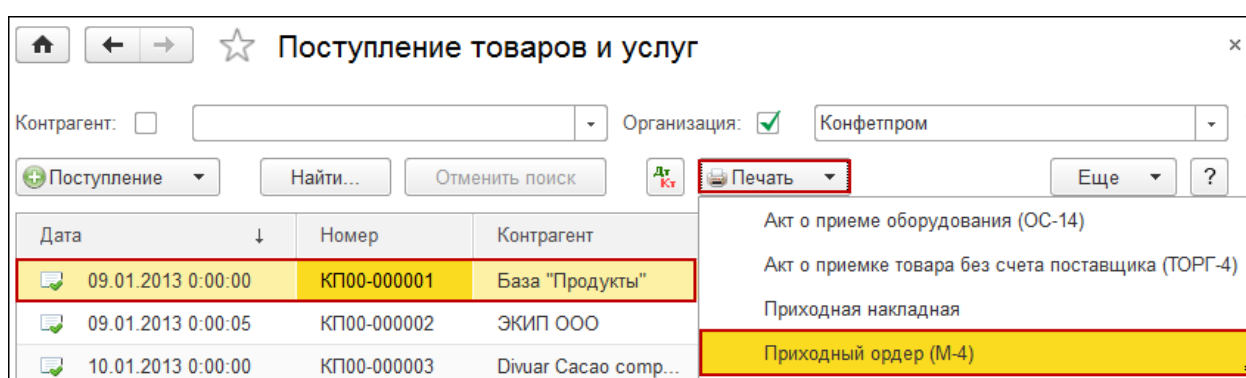 Поступление товаров и услуг
Контрагент: Организация: Конфетпром
Поступление Найти... Отменить поиск Дт Кт Печать Еще ?
Дата ↓ Номер Контрагент
Акт о приеме оборудования (ОС-14)
Акт о приемке товара без счета поставщика (ТОРГ-4)
09.01.2013 0:00:00 КП00-000001 База "Продукты"
Приходная накладная
09.01.2013 0:00:05 КП00-000002 ЭКИП ООО
Приходный ордер (М-4)
10.01.2013 0:00:00 КП00-000003 Divuar Cacao comp...